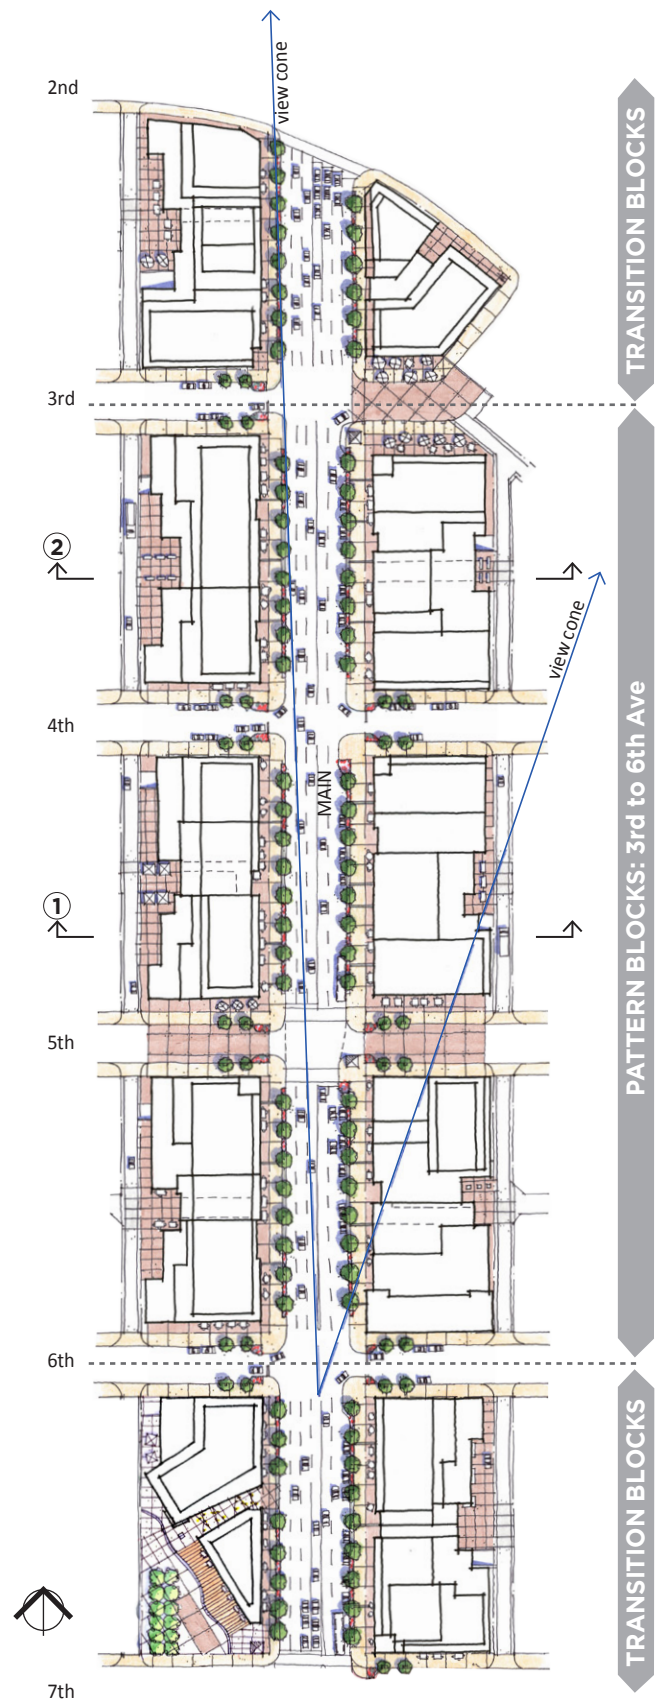 2nd
view cone
TRANSITION BLOCKS
3rd
2
view cone
4th
MAIN
PATTERN BLOCKS: 3rd to 6th Ave
1
5th
6th
TRANSITION BLOCKS
7th